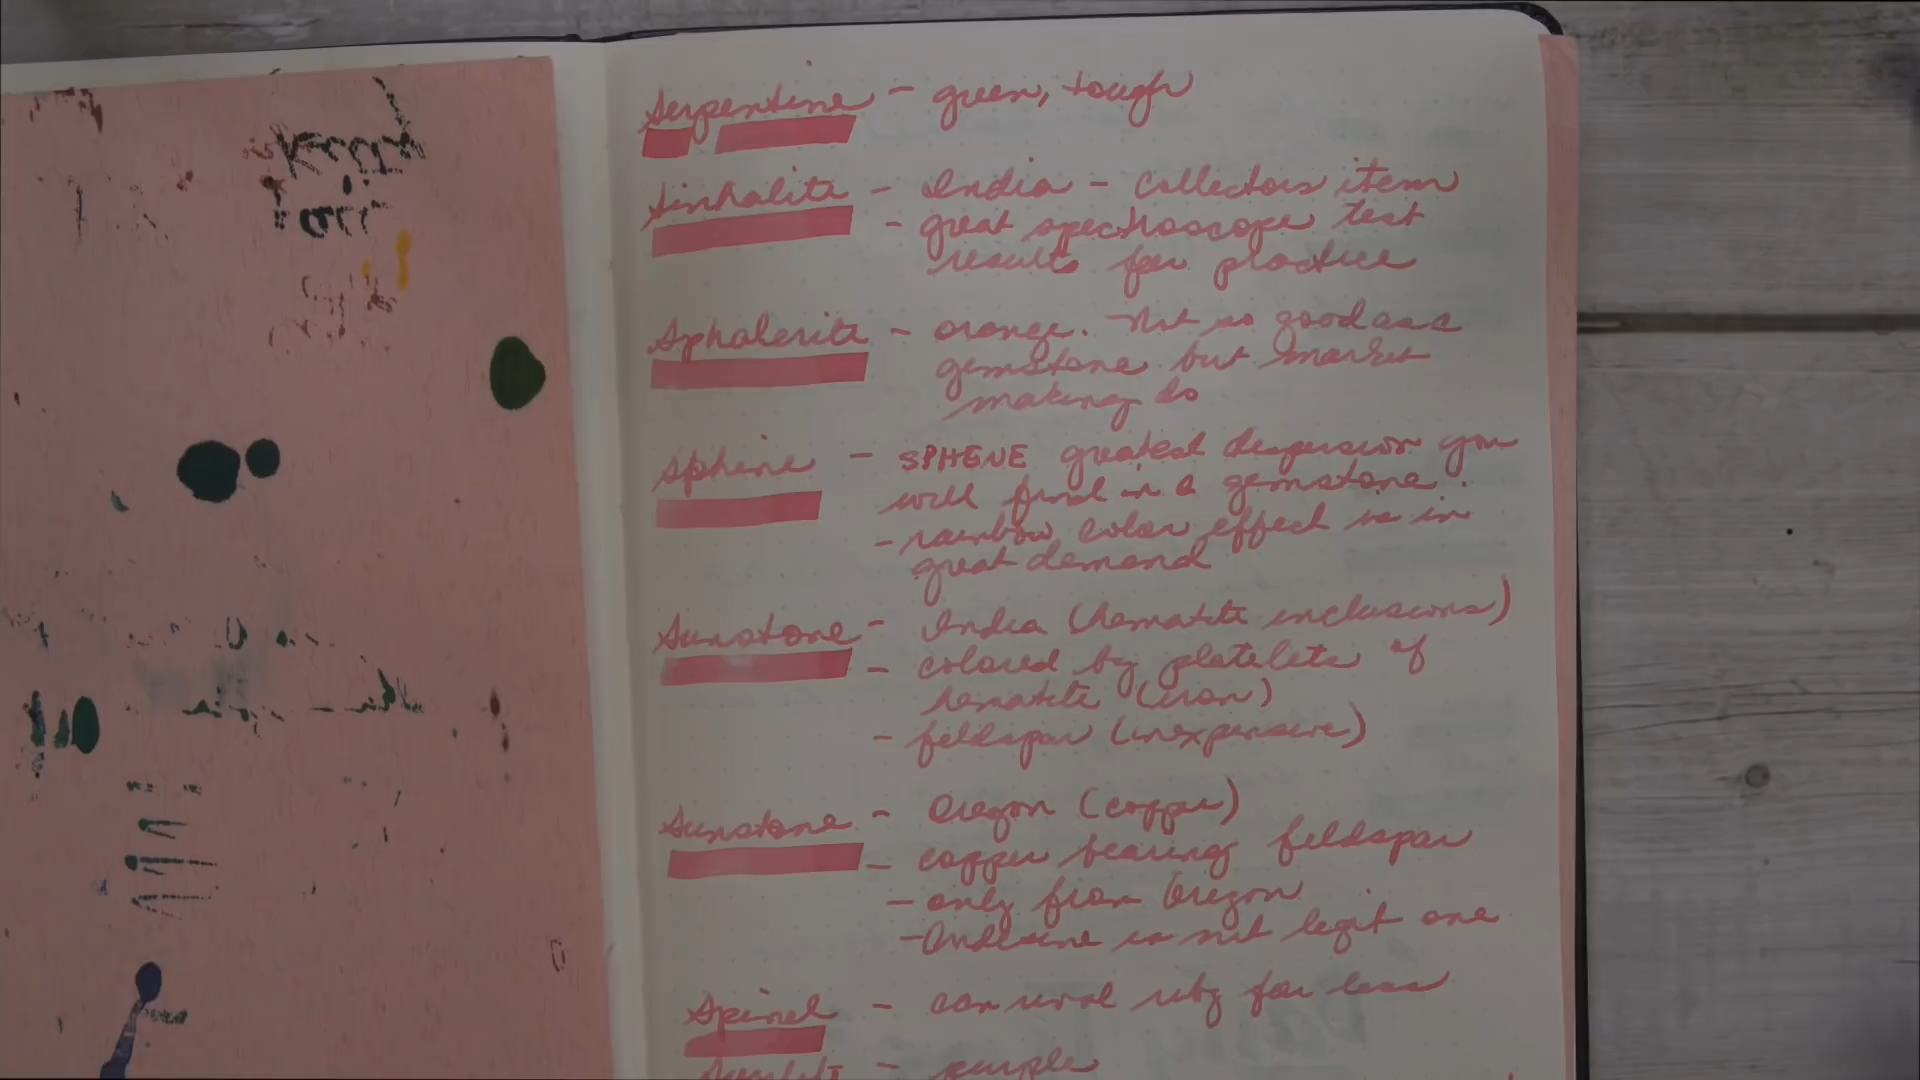 Serpentine - green, tough
Sinhalite - India - Collectors item
- great spectroscope test
results for practice
Sphalerite - orange. Not so good as a
gemstone but market
making do
Sphene - SPHENE greatest dispersion you
will find in a gemstone.
- rainbow color effect is in
great demand
Sunstone - India (hematite inclusions)
- colored by platelets of
hematite (iron)
- feldspar (inexpensive)
Sunstone - Oregon (copper)
- copper bearing feldspar
- only from Oregon
- Andesine is not legit one
Spinel - can rival ruby for less
- purple